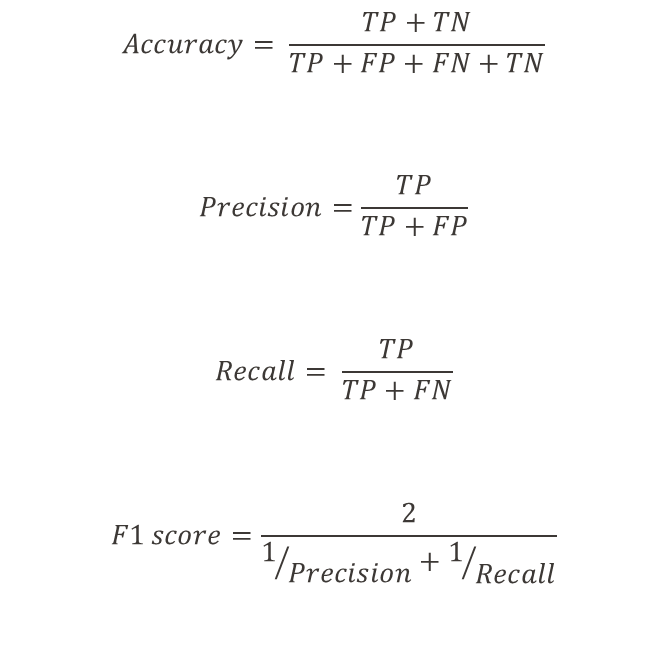 Accuracy = (TP + TN) / (TP + FP + FN + TN)
Precision = TP / (TP + FP)
Recall = TP / (TP + FN)
F1 score = 2 / (1/Precision + 1/Recall)